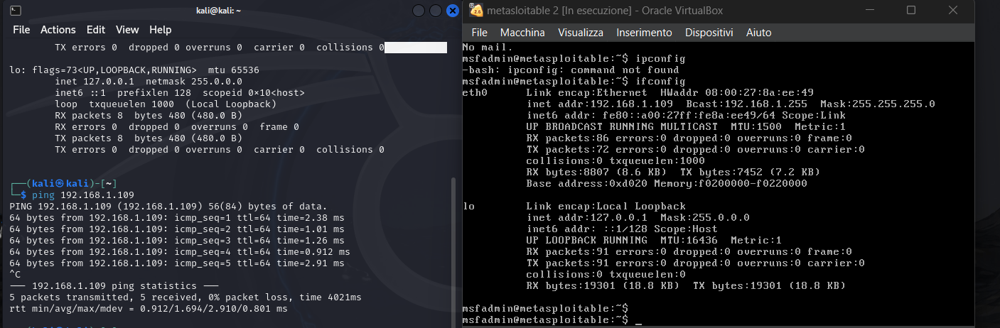 kali@kali: ~
File Actions Edit View Help
TX errors 0 dropped 0 overruns 0 carrier 0 collisions 0
lo: flags=73<UP,LOOPBACK,RUNNING> mtu 65536
inet 127.0.0.1 netmask 255.0.0.0
inet6 ::1 prefixlen 128 scopeid 0×10<host>
loop txqueuelen 1000 (Local Loopback)
RX packets 8 bytes 480 (480.0 B)
RX errors 0 dropped 0 overruns 0 frame 0
TX packets 8 bytes 480 (480.0 B)
TX errors 0 dropped 0 overruns 0 carrier 0 collisions 0
┌──(kali㉿kali)-[~]
└─$ ping 192.168.1.109
PING 192.168.1.109 (192.168.1.109) 56(84) bytes of data.
64 bytes from 192.168.1.109: icmp_seq=1 ttl=64 time=2.38 ms
64 bytes from 192.168.1.109: icmp_seq=2 ttl=64 time=1.01 ms
64 bytes from 192.168.1.109: icmp_seq=3 ttl=64 time=1.26 ms
64 bytes from 192.168.1.109: icmp_seq=4 ttl=64 time=0.912 ms
64 bytes from 192.168.1.109: icmp_seq=5 ttl=64 time=2.91 ms
^C
--- 192.168.1.109 ping statistics ---
5 packets transmitted, 5 received, 0% packet loss, time 4021ms
rtt min/avg/max/mdev = 0.912/1.694/2.910/0.801 ms
metasloitable 2 [In esecuzione] - Oracle VirtualBox
File Macchina Visualizza Inserimento Dispositivi Aiuto
No mail.
msfadmin@metasploitable:~$ ipconfig
-bash: ipconfig: command not found
msfadmin@metasploitable:~$ ifconfig
eth0 Link encap:Ethernet HWaddr 08:00:27:8a:ee:49
inet addr:192.168.1.109 Bcast:192.168.1.255 Mask:255.255.255.0
inet6 addr: fe80::a00:27ff:fe8a:ee49/64 Scope:Link
UP BROADCAST RUNNING MULTICAST MTU:1500 Metric:1
RX packets:86 errors:0 dropped:0 overruns:0 frame:0
TX packets:72 errors:0 dropped:0 overruns:0 carrier:0
collisions:0 txqueuelen:1000
RX bytes:8807 (8.6 KB) TX bytes:7452 (7.2 KB)
Base address:0xd020 Memory:f0200000-f0220000
lo Link encap:Local Loopback
inet addr:127.0.0.1 Mask:255.0.0.0
inet6 addr: ::1/128 Scope:Host
UP LOOPBACK RUNNING MTU:16436 Metric:1
RX packets:91 errors:0 dropped:0 overruns:0 frame:0
TX packets:91 errors:0 dropped:0 overruns:0 carrier:0
collisions:0 txqueuelen:0
RX bytes:19301 (18.8 KB) TX bytes:19301 (18.8 KB)
msfadmin@metasploitable:~$
msfadmin@metasploitable:~$ _